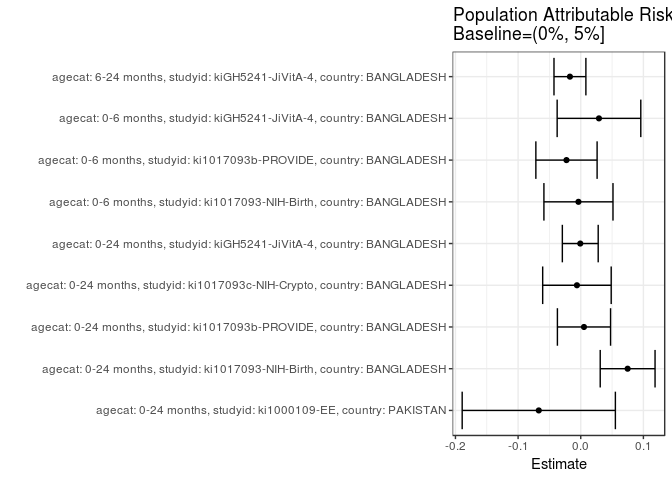 Population Attributable Risk
Baseline=(0%, 5%]
agecat: 6-24 months, studyid: kiGH5241-JiVitA-4, country: BANGLADESH
agecat: 0-6 months, studyid: kiGH5241-JiVitA-4, country: BANGLADESH
agecat: 0-6 months, studyid: ki1017093b-PROVIDE, country: BANGLADESH
agecat: 0-6 months, studyid: ki1017093-NIH-Birth, country: BANGLADESH
agecat: 0-24 months, studyid: kiGH5241-JiVitA-4, country: BANGLADESH
agecat: 0-24 months, studyid: ki1017093c-NIH-Crypto, country: BANGLADESH
agecat: 0-24 months, studyid: ki1017093b-PROVIDE, country: BANGLADESH
agecat: 0-24 months, studyid: ki1017093-NIH-Birth, country: BANGLADESH
agecat: 0-24 months, studyid: ki1000109-EE, country: PAKISTAN
-0.2 -0.1 0.0 0.1
Estimate